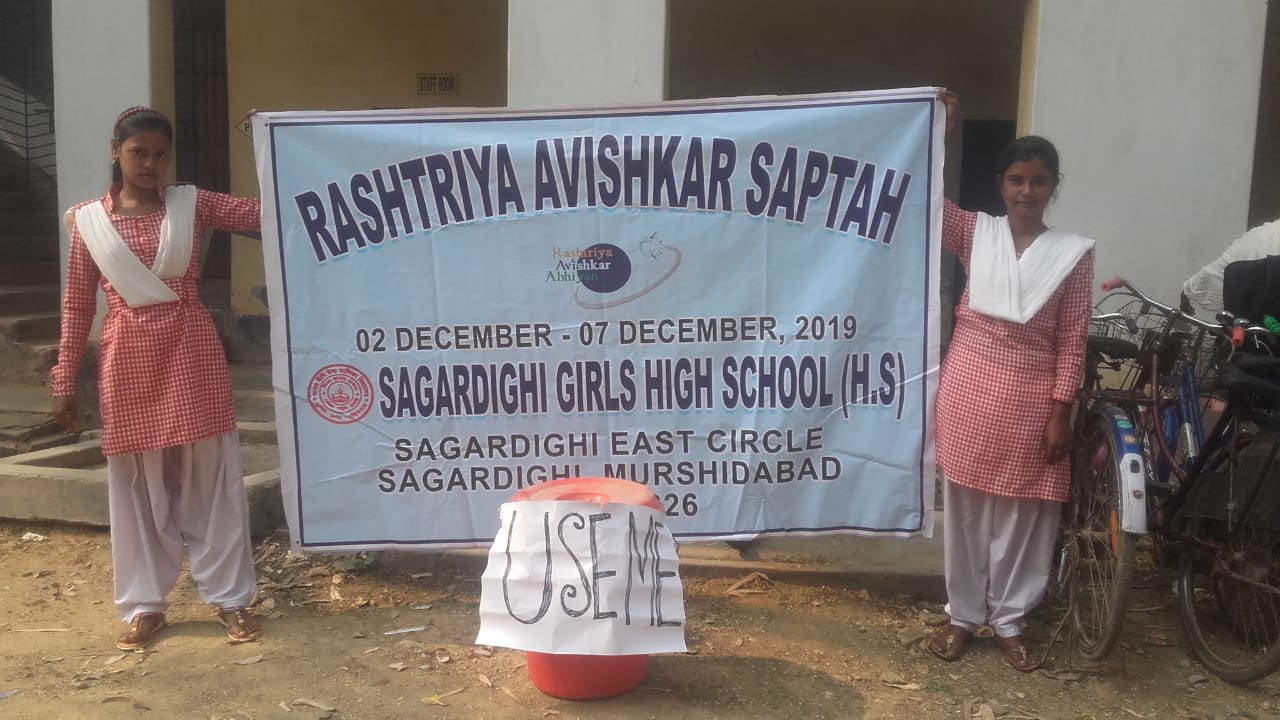 STAFF ROOM
RASHTRIYA AVISHKAR SAPTAH
Rashtriya
Avishkar
Abhiyan
02 DECEMBER - 07 DECEMBER, 2019
SAGARDIGHI GIRLS HIGH SCHOOL (H.S)
SAGARDIGHI EAST CIRCLE
SAGARDIGHI, MURSHIDABAD
26
USE ME